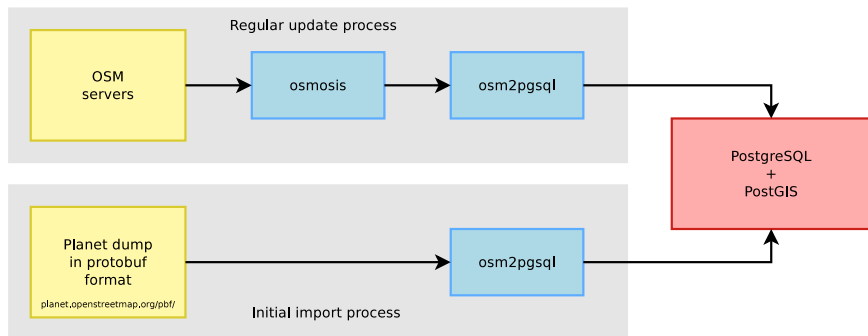 Regular update process
OSM
servers
osmosis
osm2pgsql
PostgreSQL
+
PostGIS
Planet dump
in protobuf
format
planet.openstreetmap.org/pbf/
osm2pgsql
Initial import process